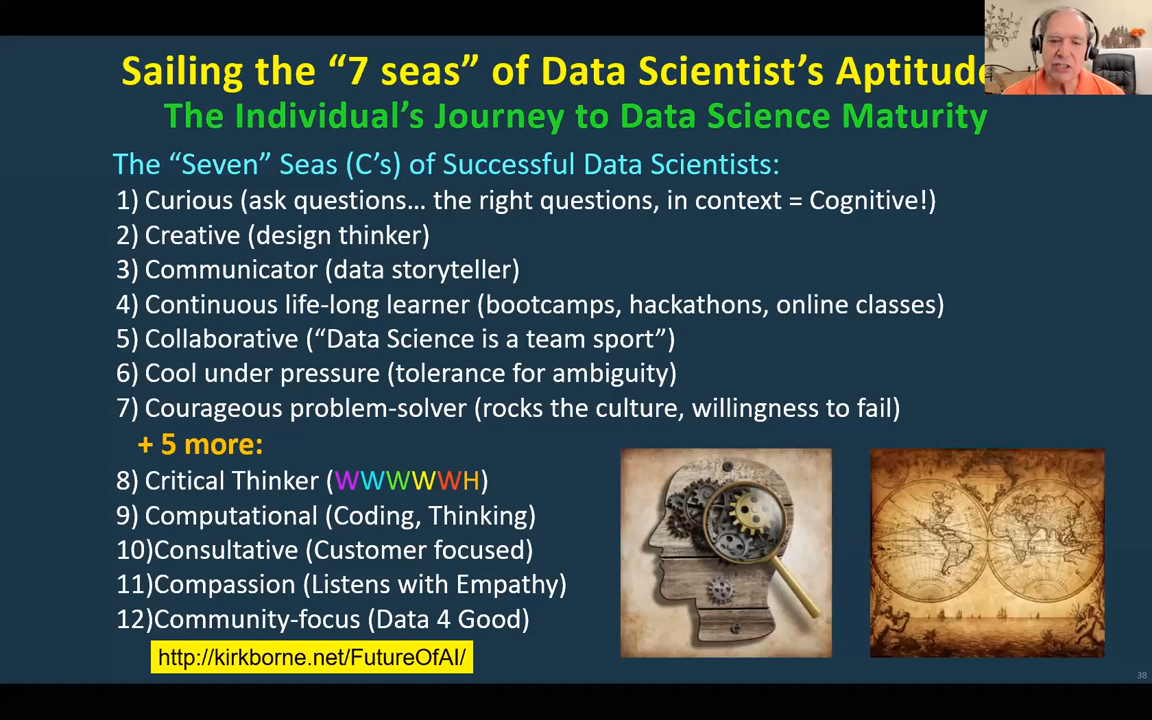 Sailing the “7 seas” of Data Scientist’s
The Individual’s Journey to Data Science Maturity
The “Seven” Seas (C’s) of Successful Data Scientists:
1) Curious (ask questions… the right questions, in context = Cognitive!)
2) Creative (design thinker)
3) Communicator (data storyteller)
4) Continuous life-long learner (bootcamps, hackathons, online classes)
5) Collaborative (“Data Science is a team sport”)
6) Cool under pressure (tolerance for ambiguity)
7) Courageous problem-solver (rocks the culture, willingness to fail)
+ 5 more:
8) Critical Thinker (WWWWWH)
9) Computational (Coding, Thinking)
10)Consultative (Customer focused)
11)Compassion (Listens with Empathy)
12)Community-focus (Data 4 Good)
http://kirkborne.net/FutureOfAI/
38